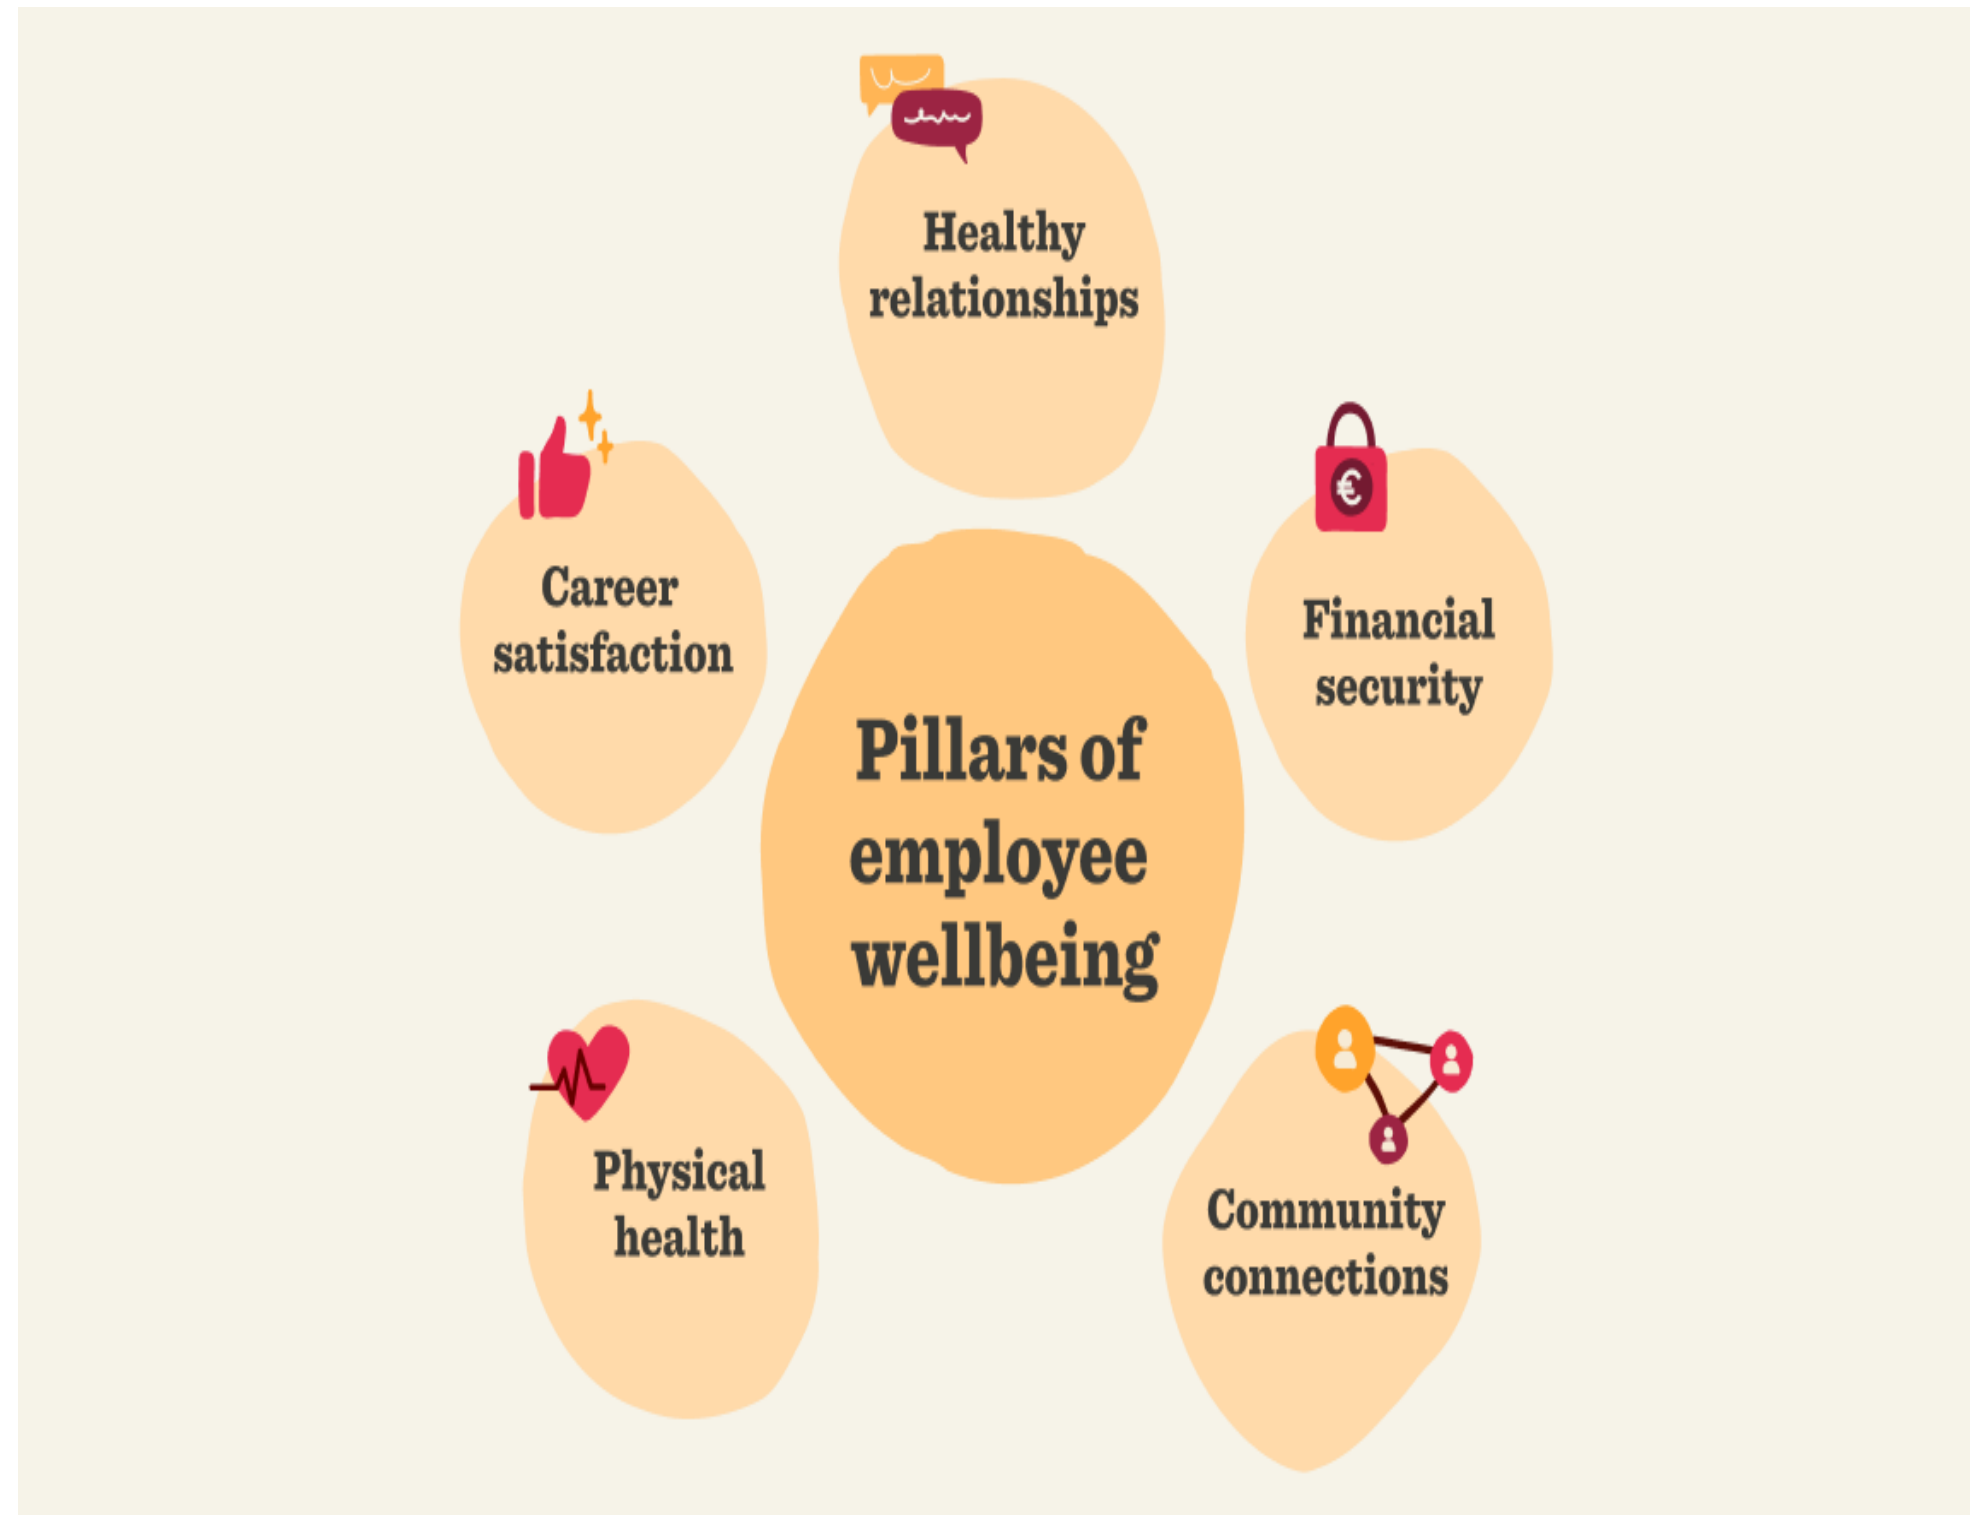 Healthy
relationships
Career
satisfaction
€
Financial
security
Pillars of
employee
wellbeing
Physical
health
Community
connections